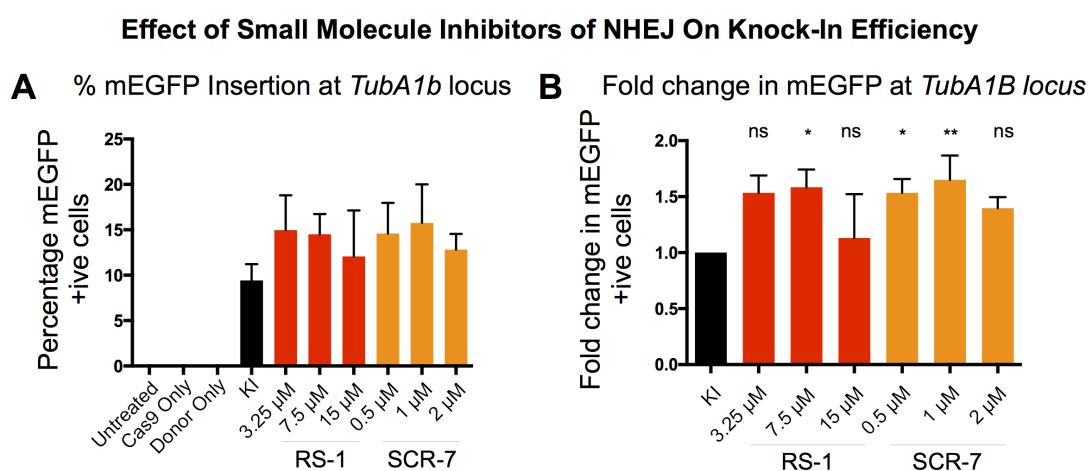 Effect of Small Molecule Inhibitors of NHEJ On Knock-In Efficiency
A % mEGFP Insertion at TubA1b locus
Percentage mEGFP
+ive cells
25
20
15
10
5
0
Untreated
Cas9 Only
Donor Only
KI
3.25 µM
7.5 µM
15 µM
0.5 µM
1 µM
2 µM
RS-1
SCR-7
B Fold change in mEGFP at TubA1B locus
Fold change in mEGFP
+ive cells
2.0
1.5
1.0
0.5
0.0
ns * ns * ** ns
KI
3.25 µM
7.5 µM
15 µM
0.5 µM
1 µM
2 µM
RS-1
SCR-7